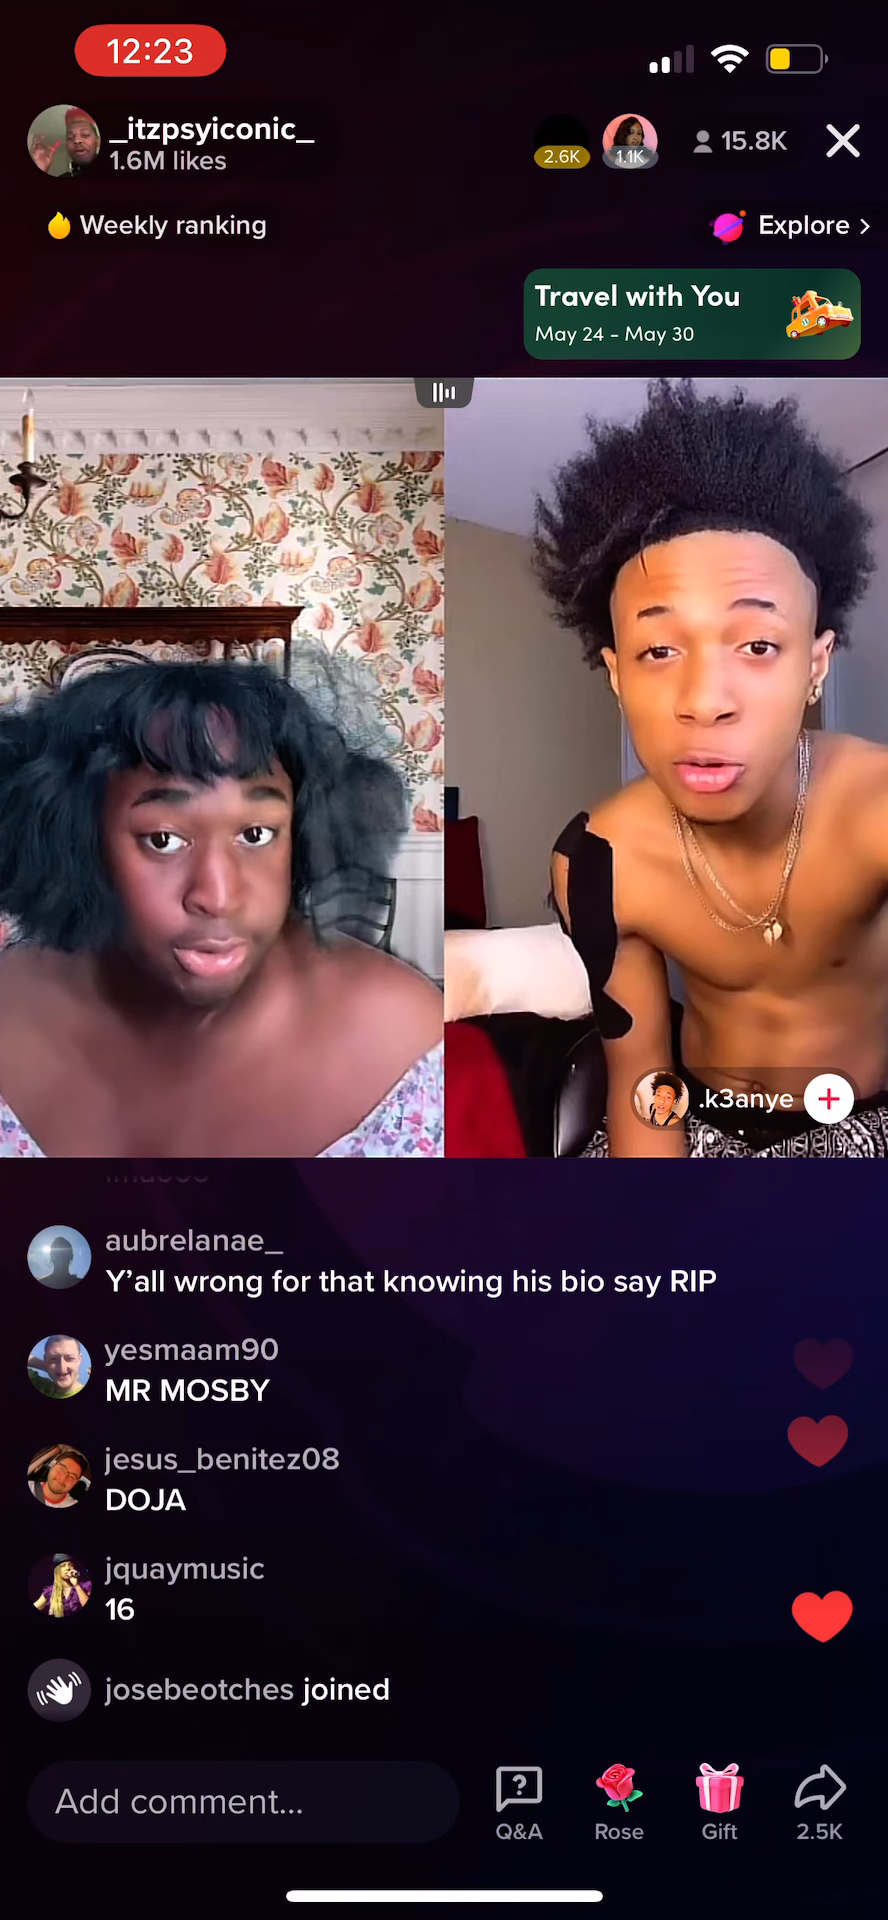 12:23
_itzpsyiconic_
1.6M likes
2.6K
1.1K
15.8K
Weekly ranking
Explore >
Travel with You
May 24 - May 30
.k3anye
aubrelanae_
Y'all wrong for that knowing his bio say RIP
yesmaam90
MR MOSBY
jesus_benitez08
DOJA
jquaymusic
16
josebeotches joined
Add comment...
Q&A
Rose
Gift
2.5K